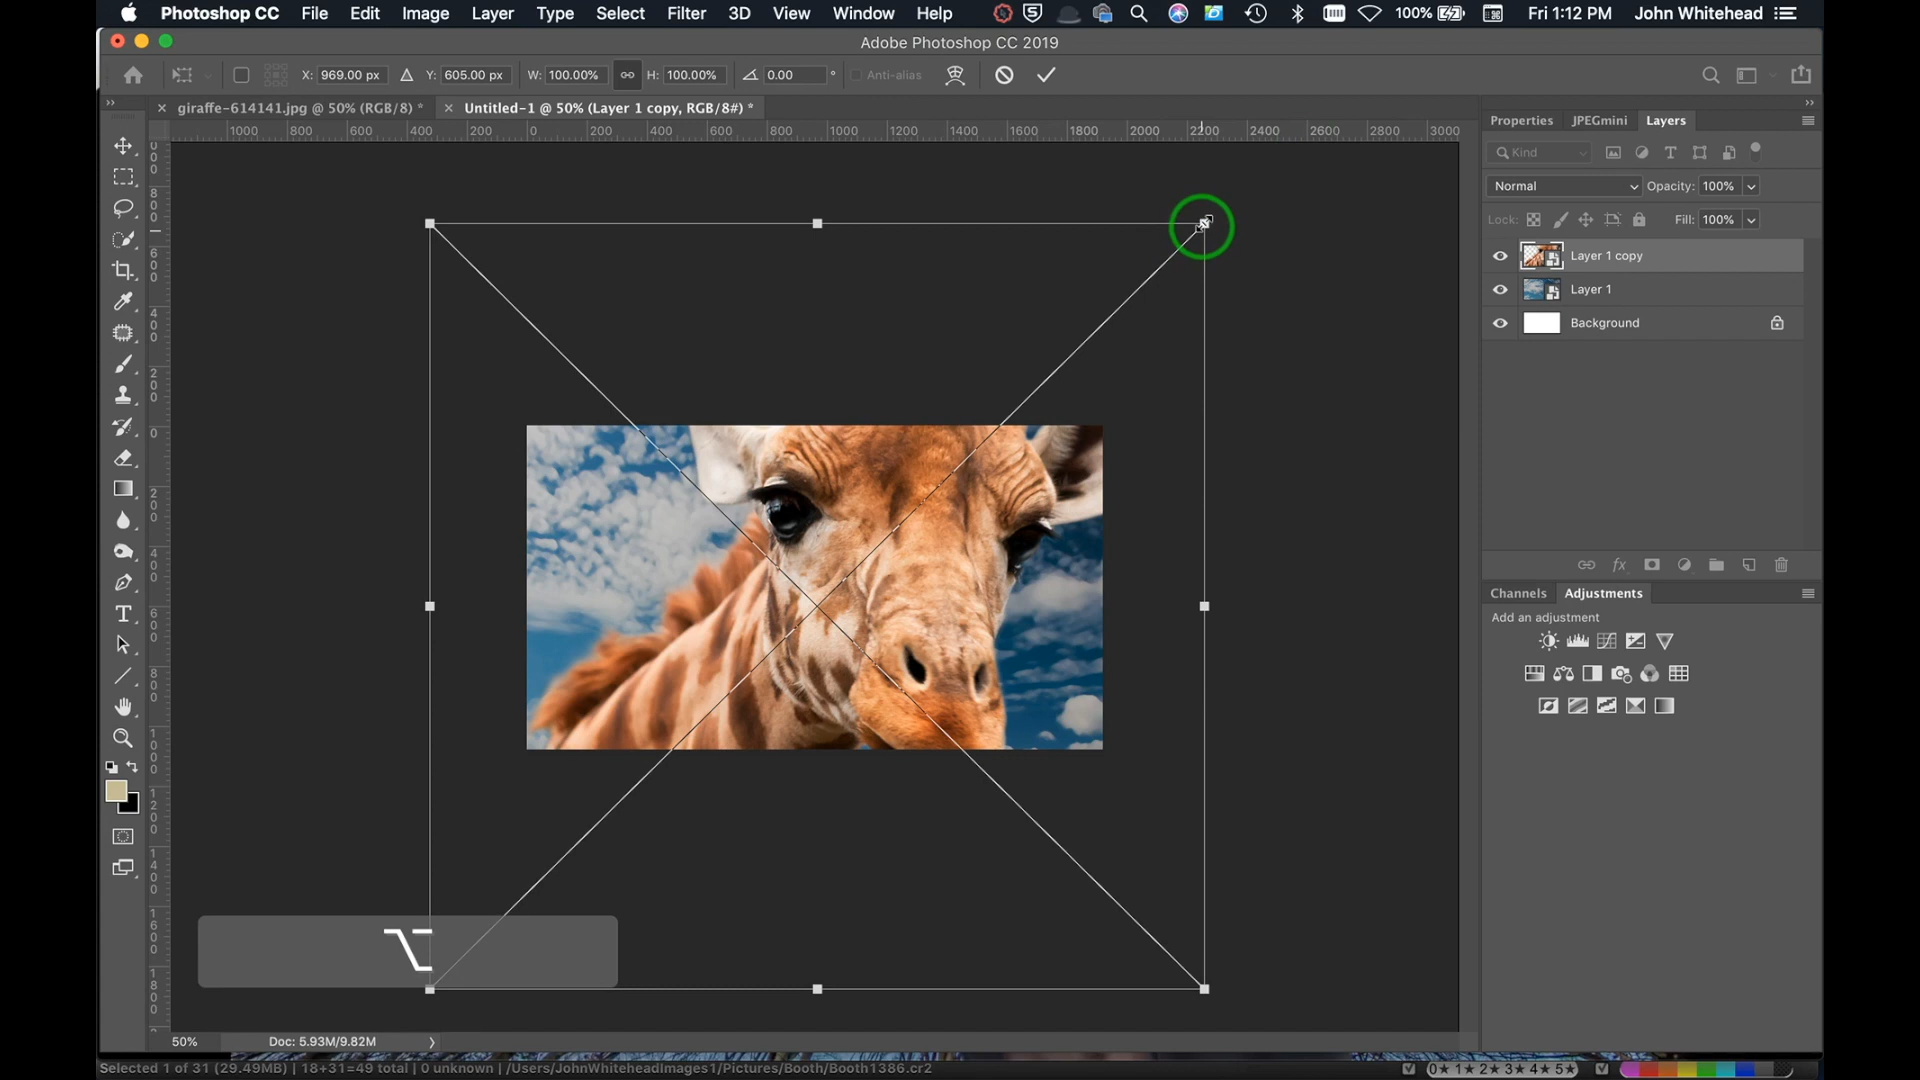 Photoshop CC File Edit Image Layer Type Select Filter 3D View Window Help 100% Fri 1:12 PM John Whitehead
Adobe Photoshop CC 2019
X: 969.00 px Y: 605.00 px W: 100.00% H: 100.00% 0.00 ° Anti-alias
giraffe-614141.jpg @ 50% (RGB/8) * Untitled-1 @ 50% (Layer 1 copy, RGB/8#) *
1000 800 600 400 200 0 200 400 600 800 1000 1200 1400 1600 1800 2000 2200 2400 2600 2800 3000
Properties JPEGmini Layers
Kind
Normal Opacity: 100%
Lock: Fill: 100%
Layer 1 copy
Layer 1
Background
Channels Adjustments
Add an adjustment
⌥
50% Doc: 5.93M/9.82M
Selected 1 of 31 (29.49MB) | 18+31=49 total | 0 unknown | /Users/JohnWhiteheadImages1/Pictures/Booth/Booth1386.cr2 0★ 1★ 2★ 3★ 4★ 5★